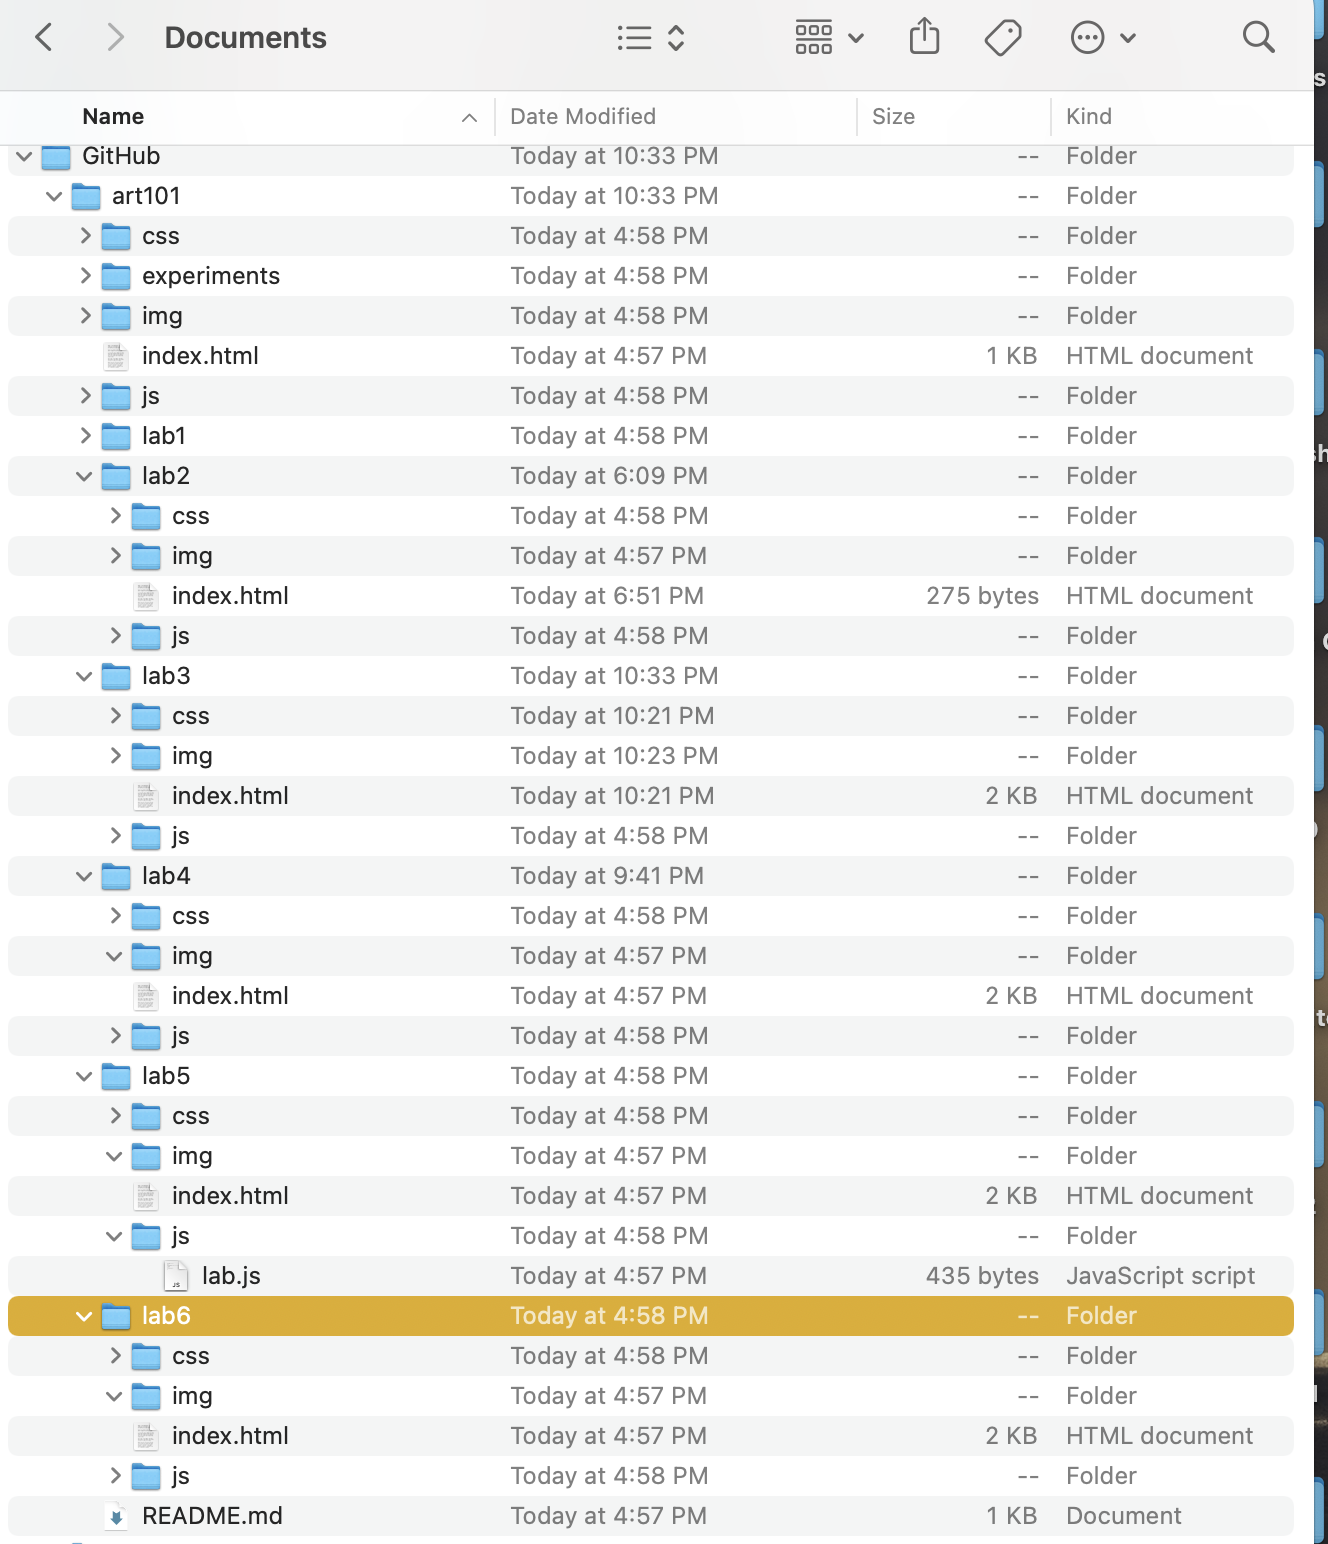 Documents
Name Date Modified Size Kind
GitHub Today at 10:33 PM -- Folder
art101 Today at 10:33 PM -- Folder
css Today at 4:58 PM -- Folder
experiments Today at 4:58 PM -- Folder
img Today at 4:58 PM -- Folder
index.html Today at 4:57 PM 1 KB HTML document
js Today at 4:58 PM -- Folder
lab1 Today at 4:58 PM -- Folder
lab2 Today at 6:09 PM -- Folder
css Today at 4:58 PM -- Folder
img Today at 4:57 PM -- Folder
index.html Today at 6:51 PM 275 bytes HTML document
js Today at 4:58 PM -- Folder
lab3 Today at 10:33 PM -- Folder
css Today at 10:21 PM -- Folder
img Today at 10:23 PM -- Folder
index.html Today at 10:21 PM 2 KB HTML document
js Today at 4:58 PM -- Folder
lab4 Today at 9:41 PM -- Folder
css Today at 4:58 PM -- Folder
img Today at 4:57 PM -- Folder
index.html Today at 4:57 PM 2 KB HTML document
js Today at 4:58 PM -- Folder
lab5 Today at 4:58 PM -- Folder
css Today at 4:58 PM -- Folder
img Today at 4:57 PM -- Folder
index.html Today at 4:57 PM 2 KB HTML document
js Today at 4:58 PM -- Folder
lab.js Today at 4:57 PM 435 bytes JavaScript script
lab6 Today at 4:58 PM -- Folder
css Today at 4:58 PM -- Folder
img Today at 4:57 PM -- Folder
index.html Today at 4:57 PM 2 KB HTML document
js Today at 4:58 PM -- Folder
README.md Today at 4:57 PM 1 KB Document